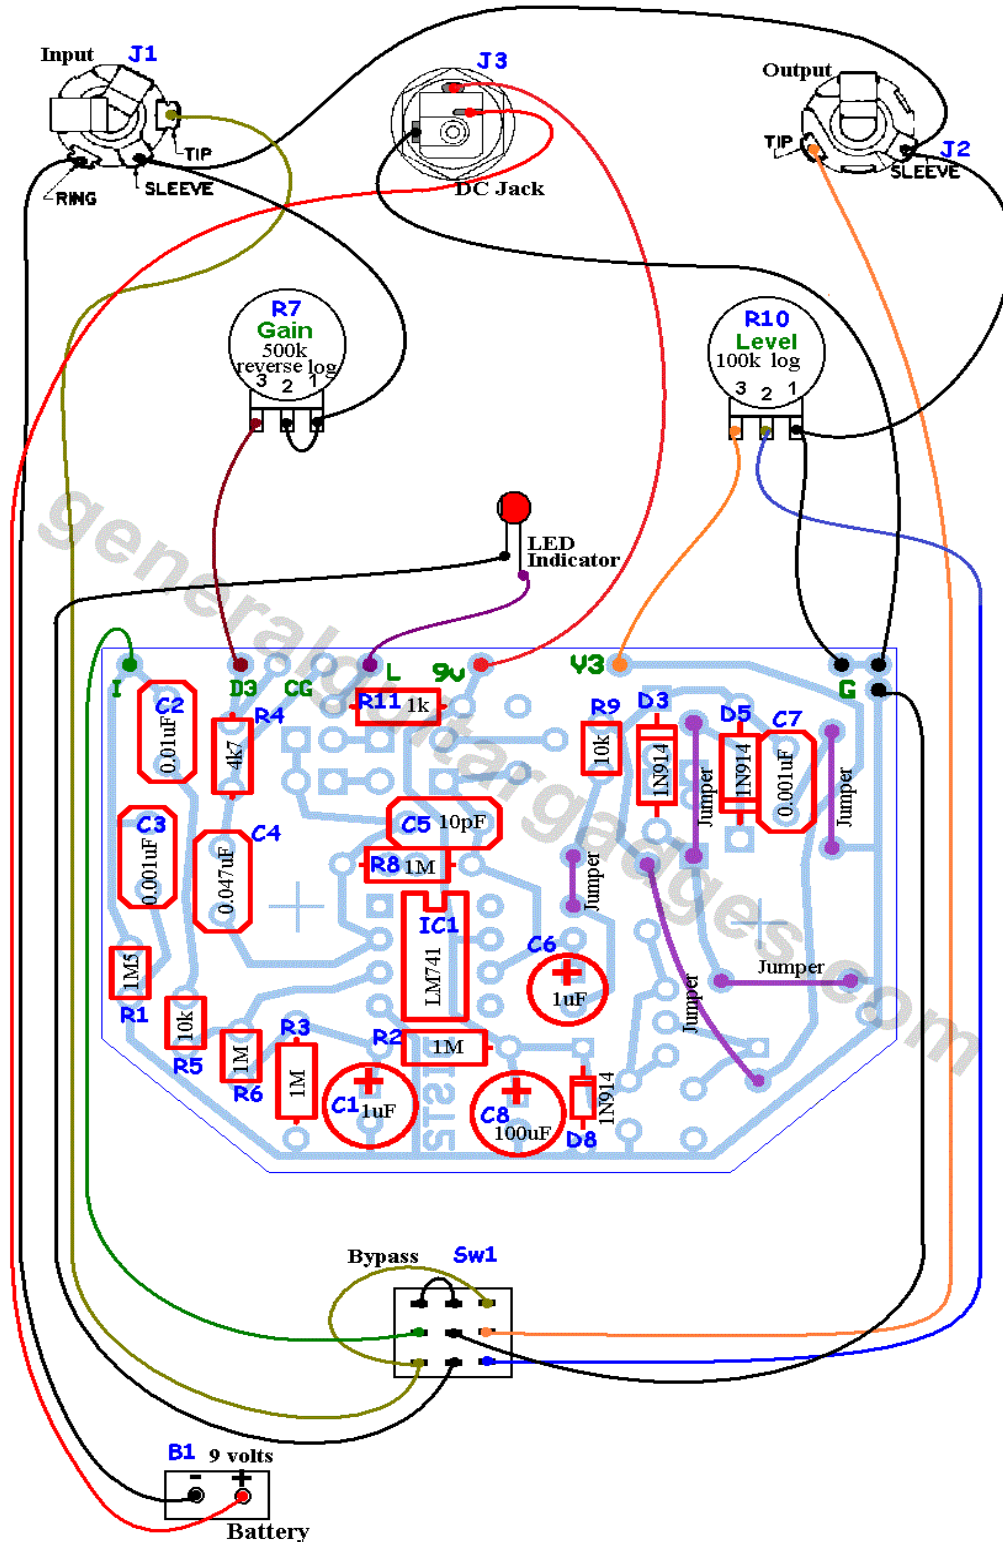 Input
J1
TIP
RING
SLEEVE
J3
DC Jack
Output
TIP
J2
SLEEVE
R7
Gain
500k
reverse log
3 2 1
R10
Level
100k log
3 2 1
LED
Indicator
generalguitargadges.com
I
D3
CG
L
9v
V3
G
C2
0.01uF
R4
4k7
R11
1k
R9
10k
D3
1N914
Jumper
D5
1N914
C7
0.001uF
Jumper
C3
0.001uF
C4
0.047uF
C5
10pF
R8
1M
Jumper
IC1
LM741
C6
1uF
Jumper
Jumper
R1
1M5
R5
10k
R6
1M
R3
1M
R2
1M
C1
1uF
C8
100uF
D8
1N914
DIST2
Bypass
Sw1
B1
9 volts
- +
Battery